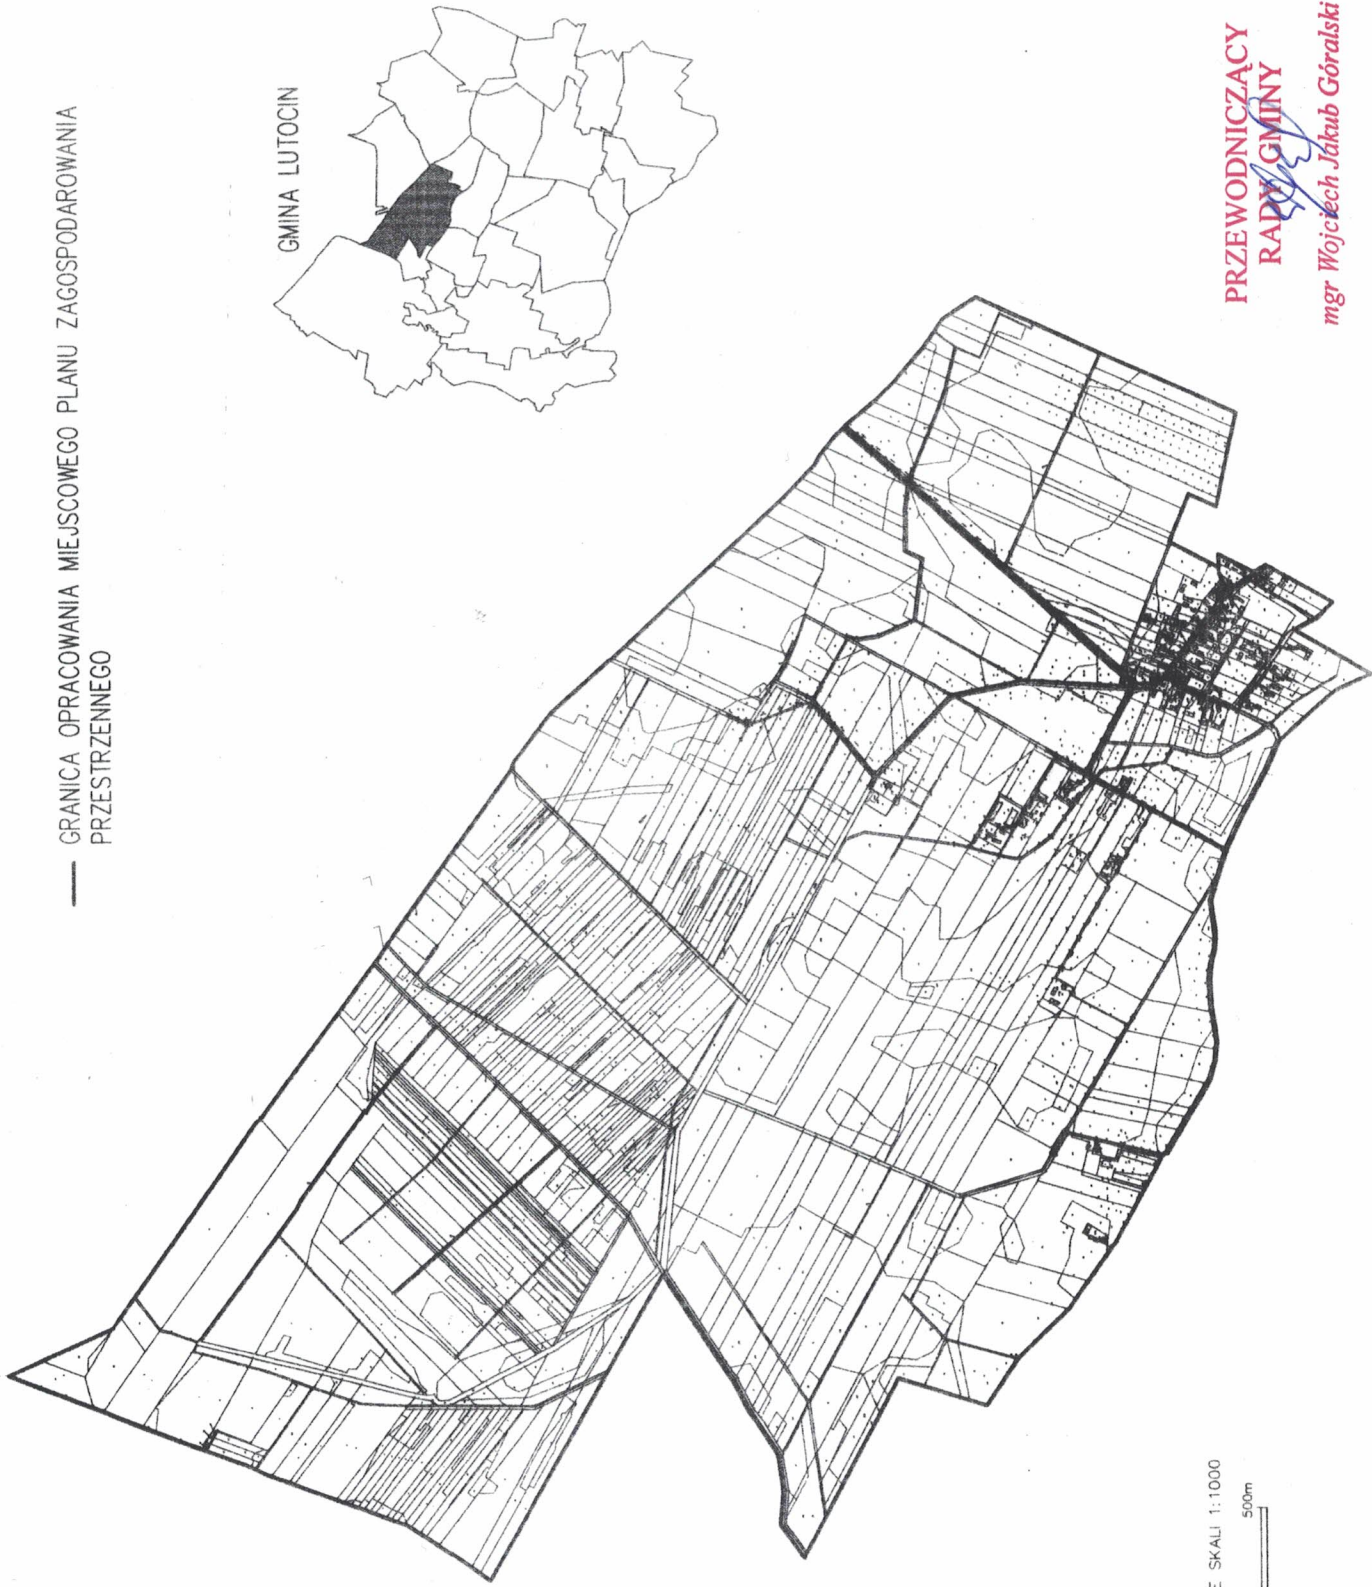 GRANICA OPRACOWANIA MIEJSCOWEGO PLANU ZAGOSPODAROWANIA
PRZESTRZENNEGO
GMINA LUTOCIN
PRZEWODNICZĄCY
RADY GMINY
mgr Wojciech Jakub Góralski
SKALI 1:1000
500m